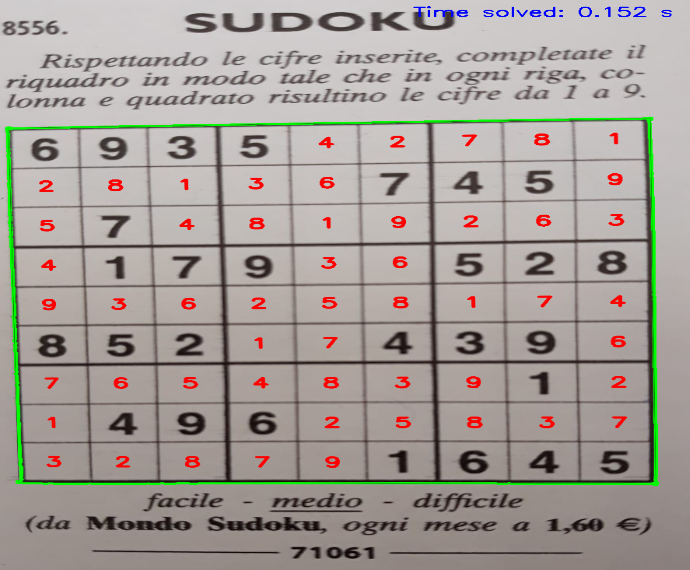 8556. SUDOKU Time solved: 0.152 s
Rispettando le cifre inserite, completate il
riquadro in modo tale che in ogni riga, co-
lonna e quadrato risultino le cifre da 1 a 9.
6 9 3 5 4 2 7 8 1
2 8 1 3 6 7 4 5 9
5 7 4 8 1 9 2 6 3
4 1 7 9 3 6 5 2 8
9 3 6 2 5 8 1 7 4
8 5 2 1 7 4 3 9 6
7 6 5 4 8 3 9 1 2
1 4 9 6 2 5 8 3 7
3 2 8 7 9 1 6 4 5
facile - medio - difficile
(da Mondo Sudoku, ogni mese a 1,60 €)
71061